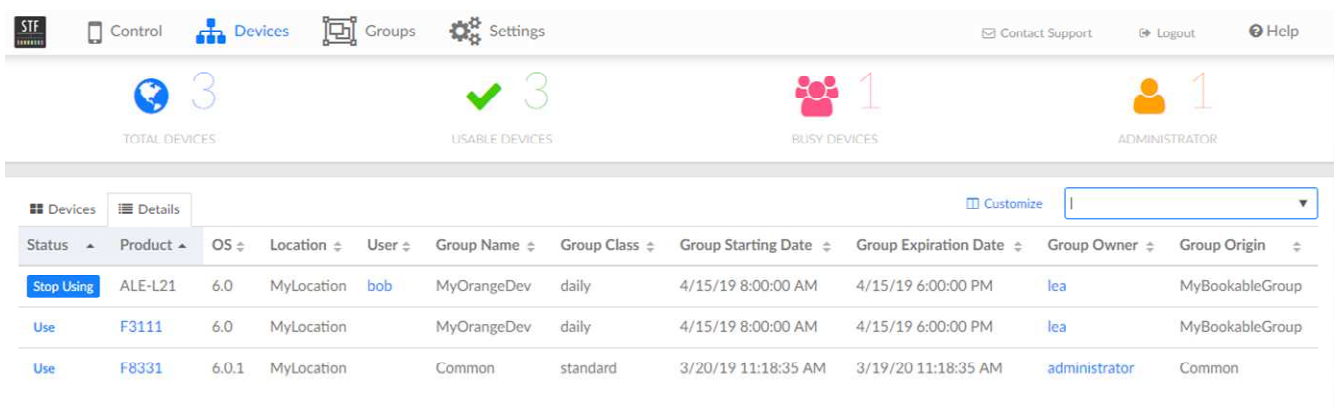 STF
Control Devices Groups Settings Contact Support Logout Help
3 3 1 1
TOTAL DEVICES USABLE DEVICES BUSY DEVICES ADMINISTRATOR
Devices Details Customize
Status Product OS Location User Group Name Group Class Group Starting Date Group Expiration Date Group Owner Group Origin
Stop Using ALE-L21 6.0 MyLocation bob MyOrangeDev daily 4/15/19 8:00:00 AM 4/15/19 6:00:00 PM lea MyBookableGroup
Use F3111 6.0 MyLocation MyOrangeDev daily 4/15/19 8:00:00 AM 4/15/19 6:00:00 PM lea MyBookableGroup
Use F8331 6.0.1 MyLocation Common standard 3/20/19 11:18:35 AM 3/19/20 11:18:35 AM administrator Common